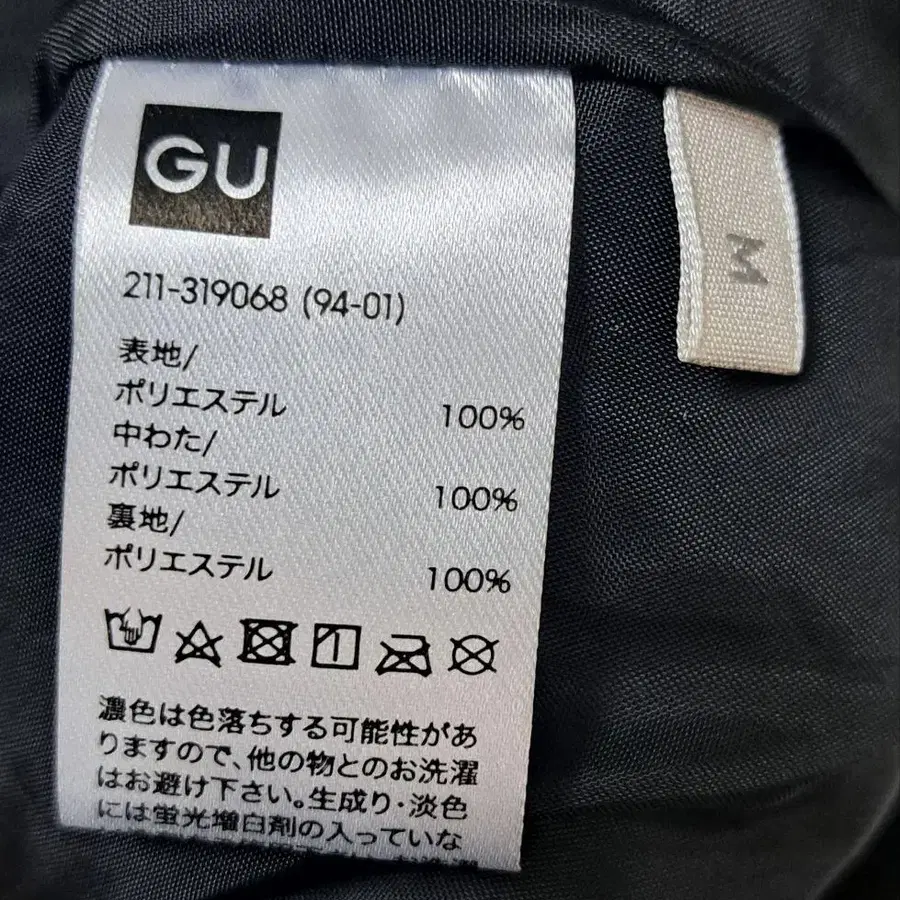 GU
M
211-319068 (94-01)
表地/
ポリエステル 100%
中わた/
ポリエステル 100%
裏地/
ポリエステル 100%
濃色は色落ちする可能性があ
りますので、他の物とのお洗濯
はお避け下さい。生成り・淡色
には蛍光増白剤の入っていな